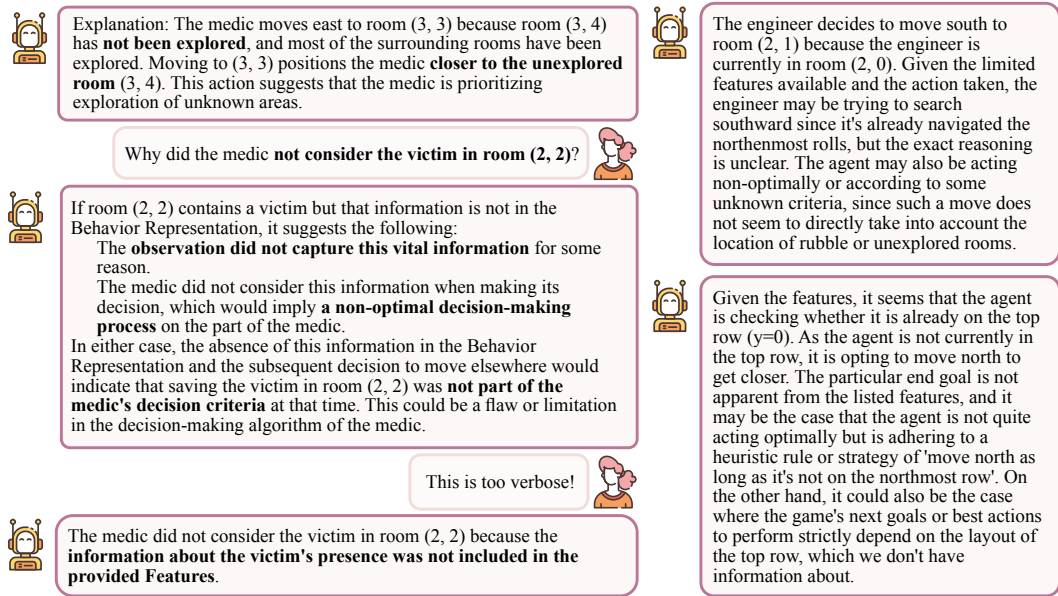 Explanation: The medic moves east to room (3, 3) because room (3, 4)
has not been explored, and most of the surrounding rooms have been
explored. Moving to (3, 3) positions the medic closer to the unexplored
room (3, 4). This action suggests that the medic is prioritizing
exploration of unknown areas.
Why did the medic not consider the victim in room (2, 2)?
If room (2, 2) contains a victim but that information is not in the
Behavior Representation, it suggests the following:
The observation did not capture this vital information for some
reason.
The medic did not consider this information when making its
decision, which would imply a non-optimal decision-making
process on the part of the medic.
In either case, the absence of this information in the Behavior
Representation and the subsequent decision to move elsewhere would
indicate that saving the victim in room (2, 2) was not part of the
medic's decision criteria at that time. This could be a flaw or limitation
in the decision-making algorithm of the medic.
This is too verbose!
The medic did not consider the victim in room (2, 2) because the
information about the victim's presence was not included in the
provided Features.
The engineer decides to move south to
room (2, 1) because the engineer is
currently in room (2, 0). Given the limited
features available and the action taken, the
engineer may be trying to search
southward since it's already navigated the
northenmost rolls, but the exact reasoning
is unclear. The agent may also be acting
non-optimally or according to some
unknown criteria, since such a move does
not seem to directly take into account the
location of rubble or unexplored rooms.
Given the features, it seems that the agent
is checking whether it is already on the top
row (y=0). As the agent is not currently in
the top row, it is opting to move north to
get closer. The particular end goal is not
apparent from the listed features, and it
may be the case that the agent is not quite
acting optimally but is adhering to a
heuristic rule or strategy of 'move north as
long as it's not on the northmost row'. On
the other hand, it could also be the case
where the game's next goals or best actions
to perform strictly depend on the layout of
the top row, which we don't have
information about.